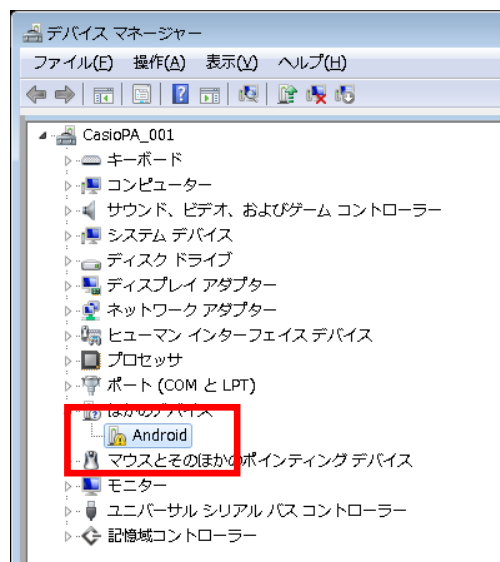 デバイス マネージャー
ファイル(F) 操作(A) 表示(V) ヘルプ(H)
CasioPA_001
キーボード
コンピューター
サウンド、ビデオ、およびゲーム コントローラー
システム デバイス
ディスク ドライブ
ディスプレイ アダプター
ネットワーク アダプター
ヒューマン インターフェイス デバイス
プロセッサ
ポート (COM と LPT)
ほかのデバイス
Android
マウスとそのほかのポインティング デバイス
モニター
ユニバーサル シリアル バス コントローラー
記憶域コントローラー